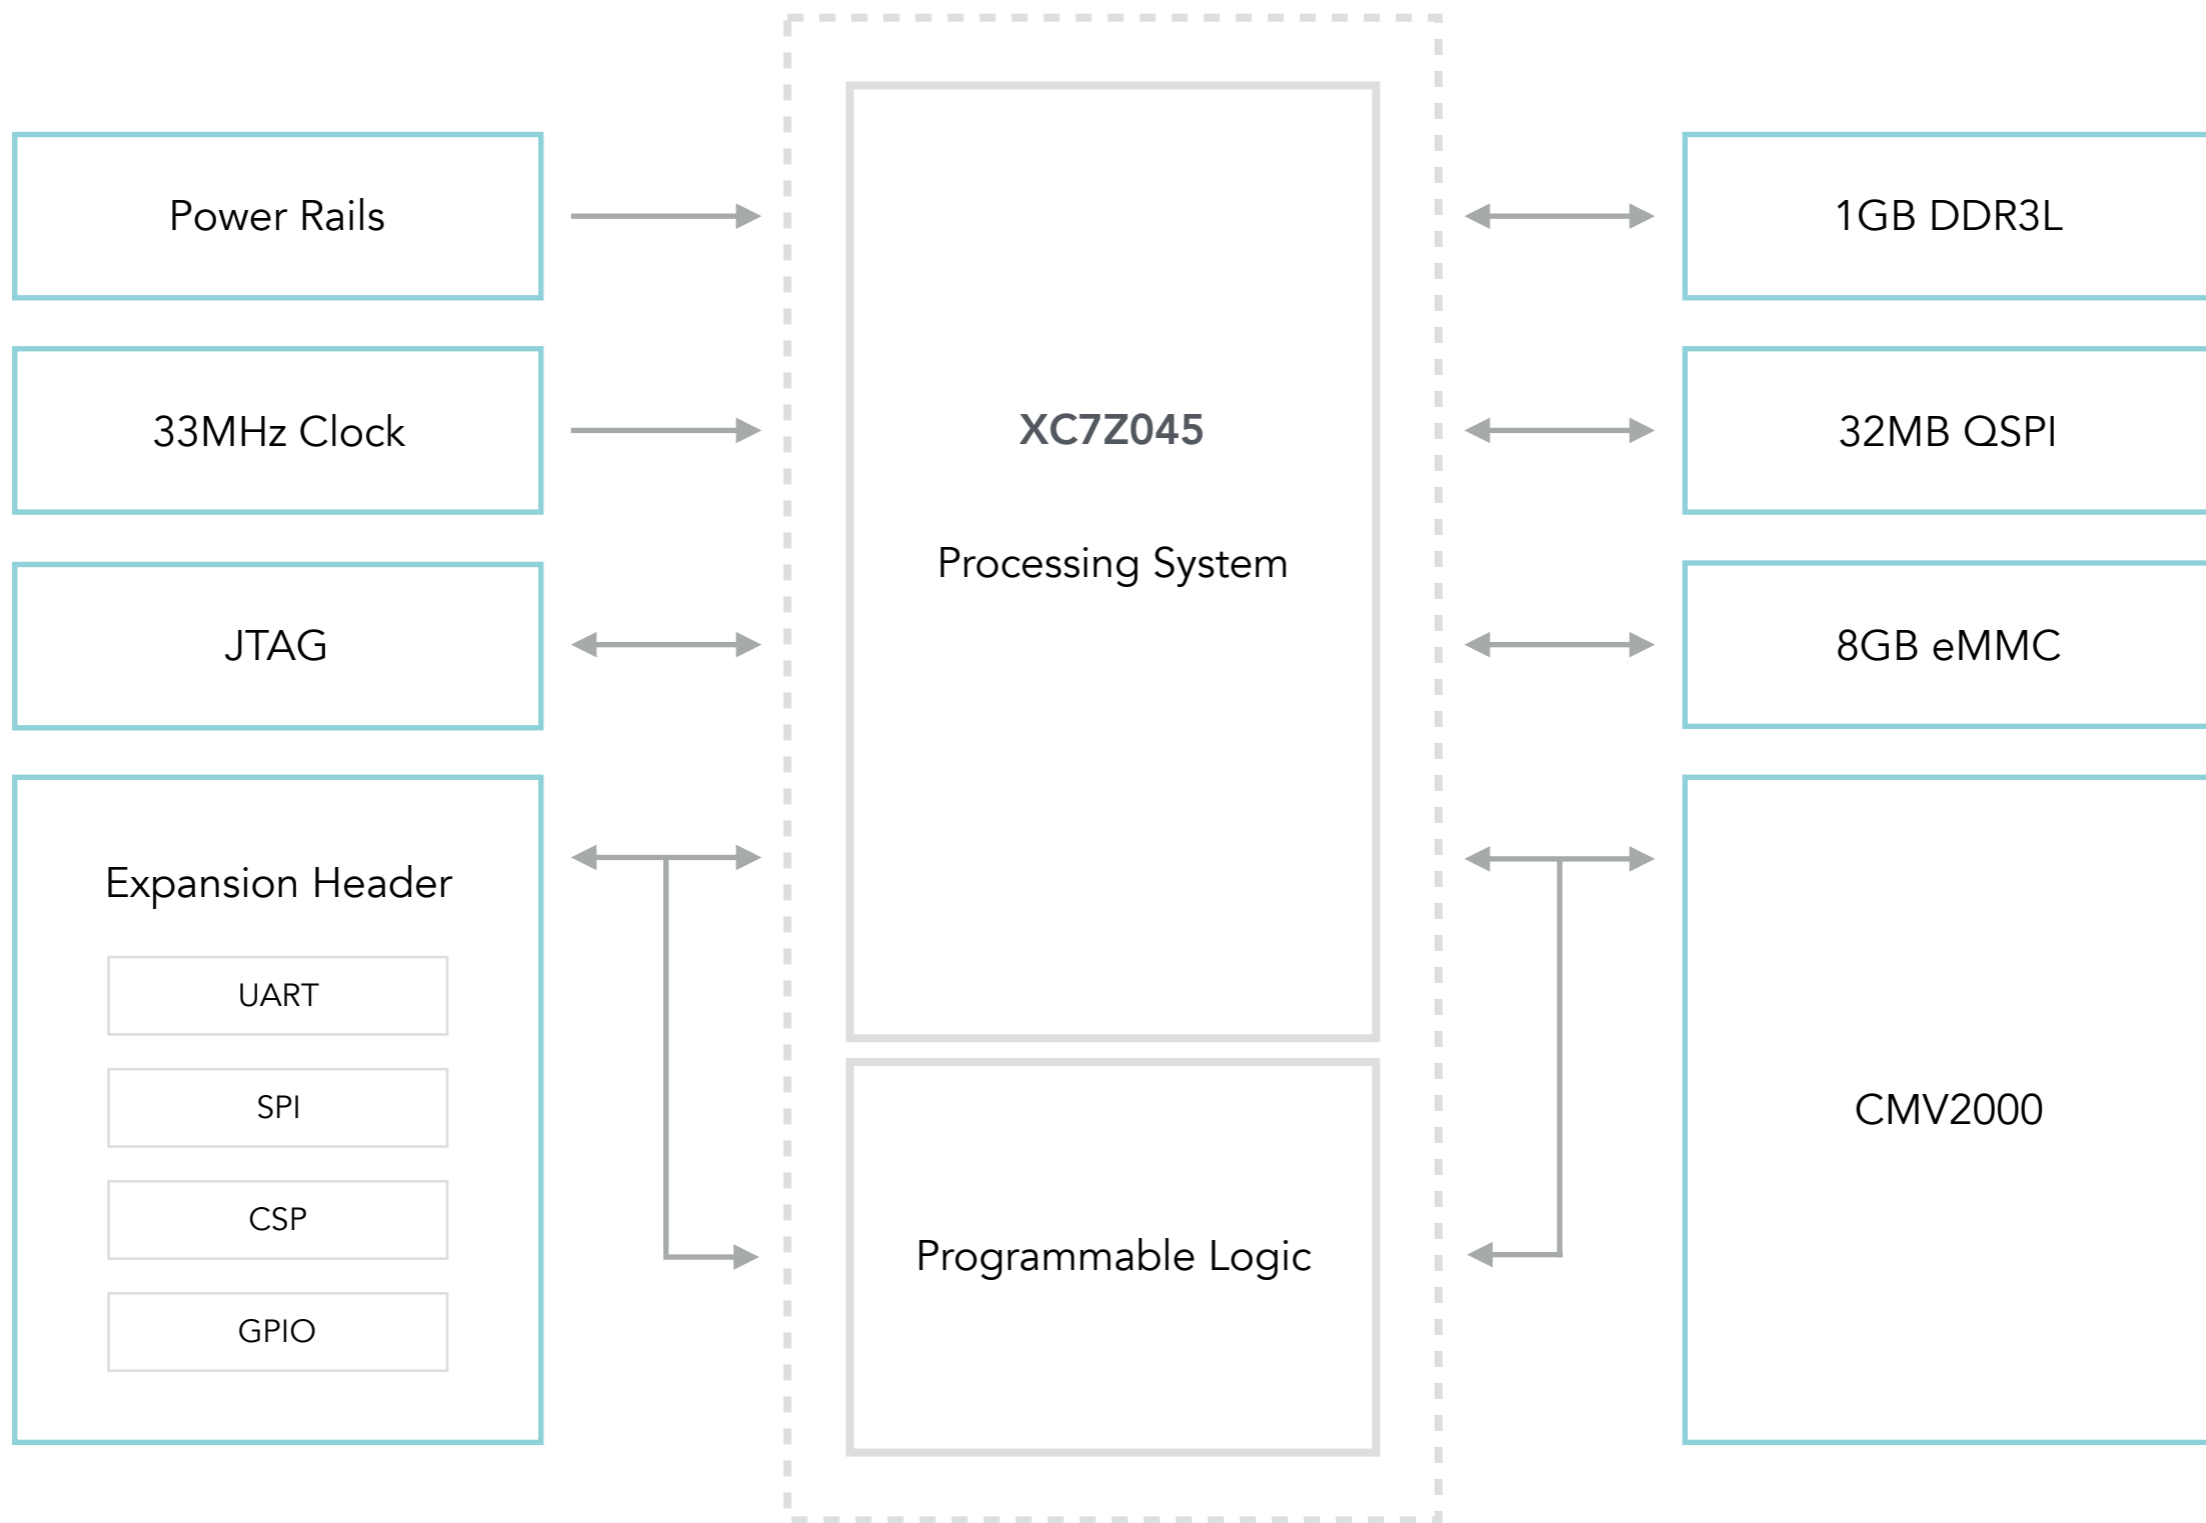 Power Rails
33MHz Clock
JTAG
Expansion Header
UART
SPI
CSP
GPIO
XC7Z045
Processing System
Programmable Logic
1GB DDR3L
32MB QSPI
8GB eMMC
CMV2000